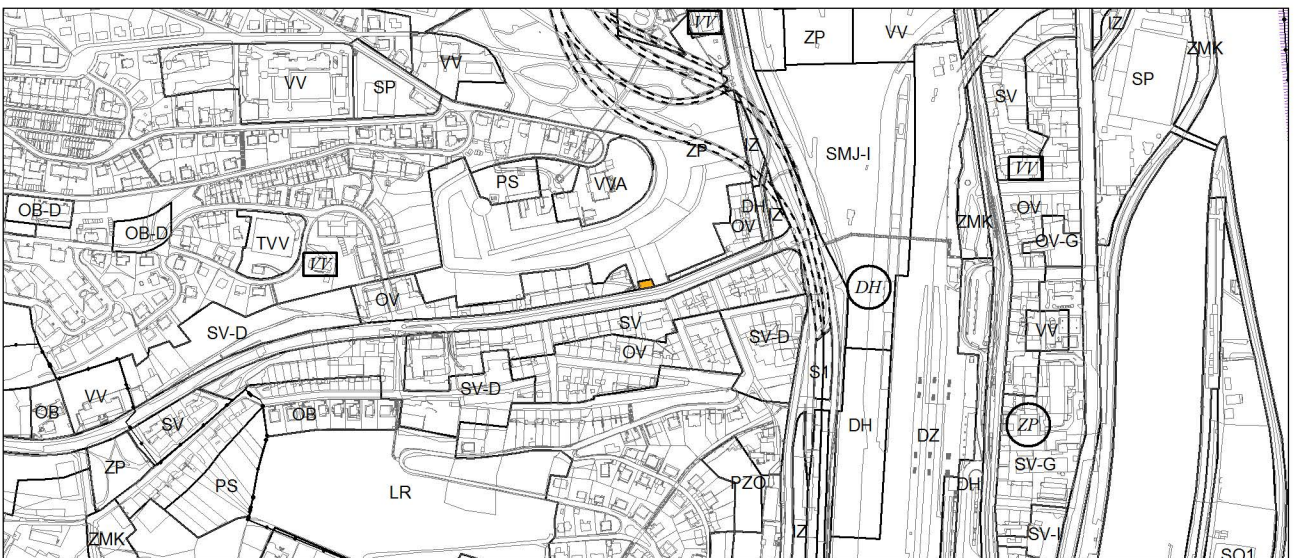 VV
ZP
VV
IZ
ZMK
VV
VV
SP
SV
SP
IZ
ZP
SMJ-I
PS
VVA
VV
OB-D
DH
IZ
OV
ZMK
OV
OB-D
TVV
OV-G
VV
OV
DH
SV-D
SV
SV-D
VV
OV
S1
SV-D
VV
OB
OB
SV
DH
DZ
ZP
ZP
SV-G
PS
LR
PZO
DH
ZMK
SV-I
SO1